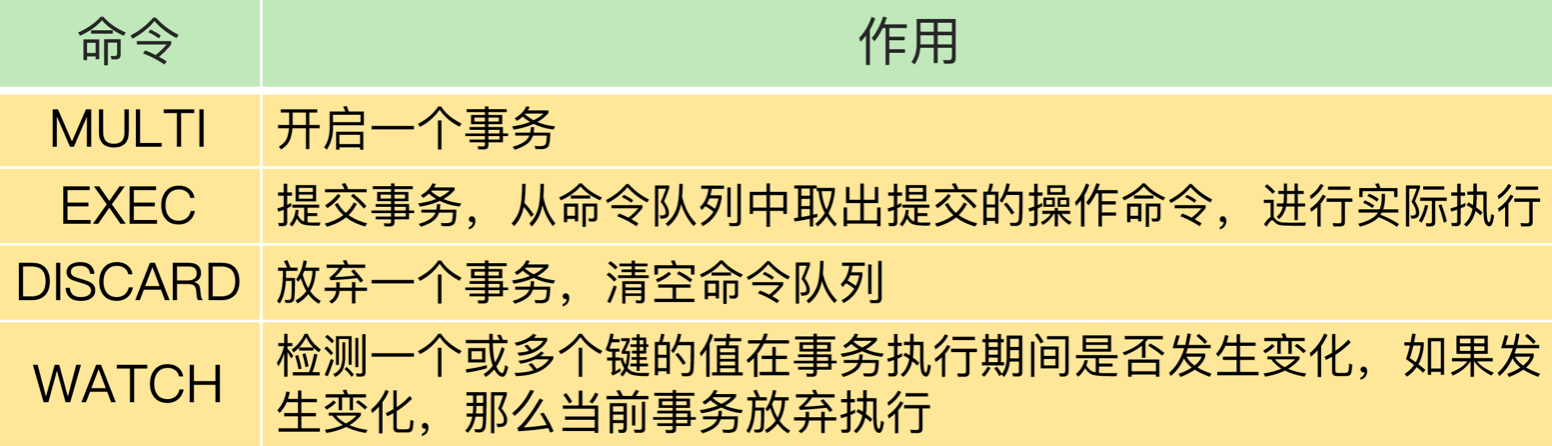 命令 作用
MULTI 开启一个事务
EXEC 提交事务，从命令队列中取出提交的操作命令，进行实际执行
DISCARD 放弃一个事务，清空命令队列
WATCH 检测一个或多个键的值在事务执行期间是否发生变化，如果发
生变化，那么当前事务放弃执行